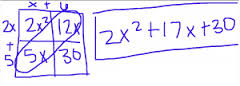 x + 6
2x 2x² 12x
+
5 5x 30
2x²+17x+30